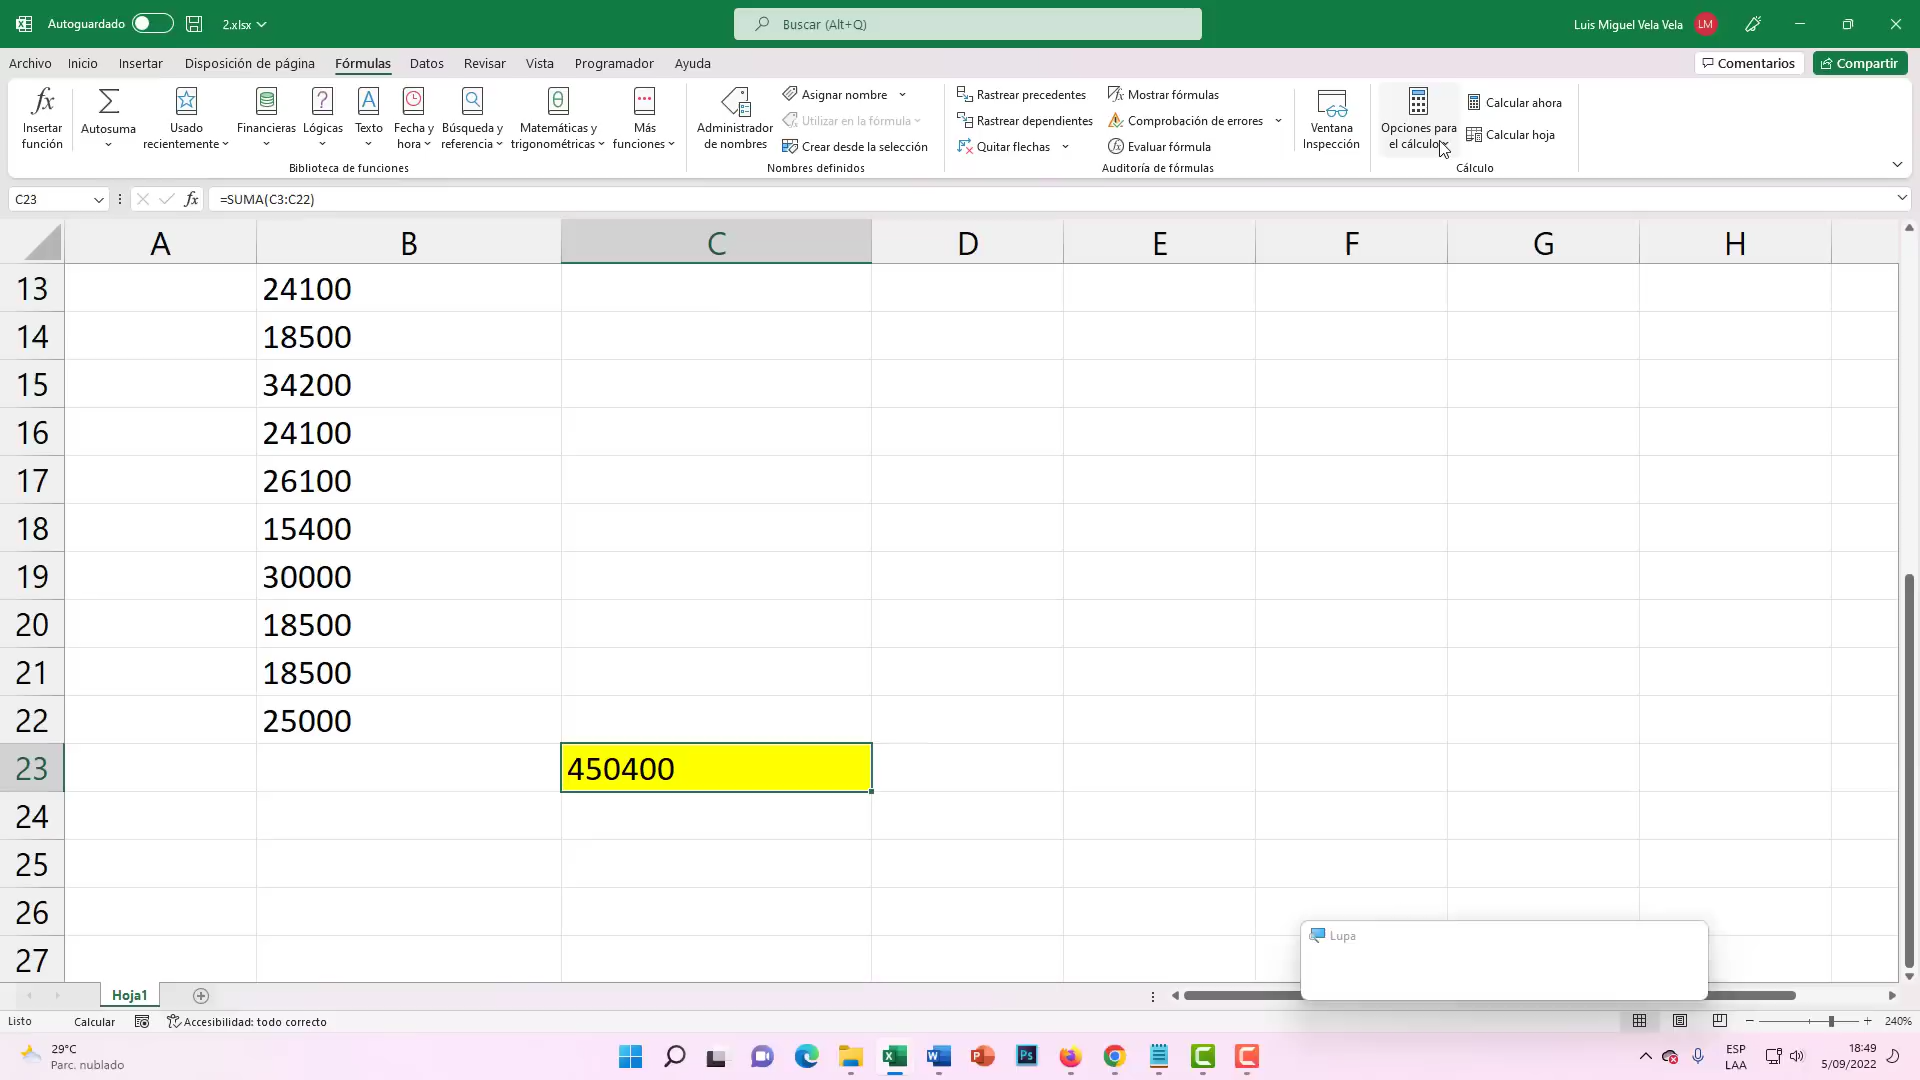 Autoguardado 2.xlsx Buscar (Alt+Q) Luis Miguel Vela Vela LM
Archivo Inicio Insertar Disposición de página Fórmulas Datos Revisar Vista Programador Ayuda Comentarios Compartir
Insertar función
Autosuma
Usado recientemente
Financieras
Lógicas
Texto
Fecha y hora
Búsqueda y referencia
Matemáticas y trigonométricas
Más funciones
Biblioteca de funciones
Administrador de nombres
Asignar nombre
Utilizar en la fórmula
Crear desde la selección
Nombres definidos
Rastrear precedentes
Rastrear dependientes
Quitar flechas
Mostrar fórmulas
Comprobación de errores
Evaluar fórmula
Auditoría de fórmulas
Ventana Inspección
Opciones para el cálculo
Calcular ahora
Calcular hoja
Cálculo
C23 fx =SUMA(C3:C22)
A B C D E F G H
13 24100
14 18500
15 34200
16 24100
17 26100
18 15400
19 30000
20 18500
21 18500
22 25000
23 450400
24
25
26
27
Lupa
Hoja1
Listo Calcular Accesibilidad: todo correcto 240%
29°C
Parc. nublado
ESP
LAA
18:49
5/09/2022